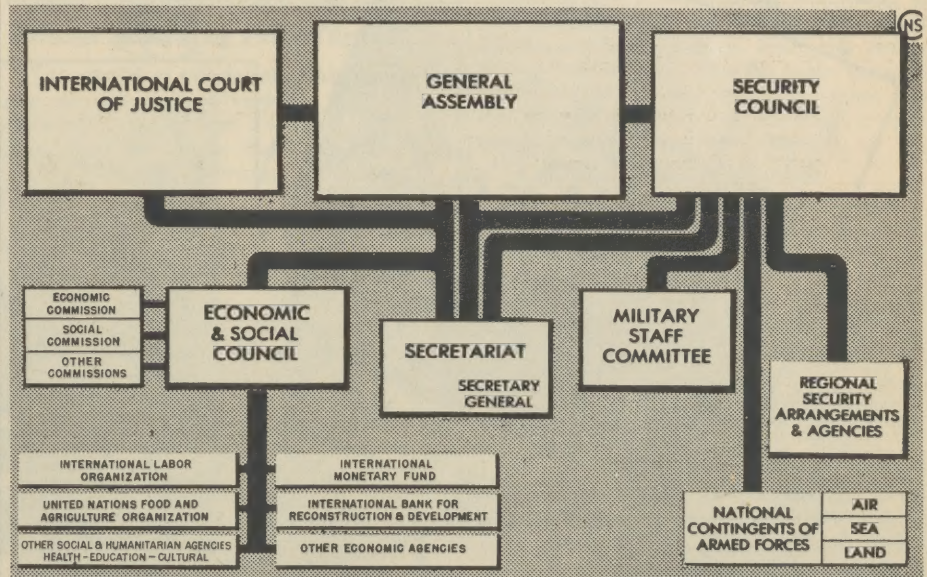 NS
INTERNATIONAL COURT
OF JUSTICE
GENERAL
ASSEMBLY
SECURITY
COUNCIL
ECONOMIC
COMMISSION
SOCIAL
COMMISSION
OTHER
COMMISSIONS
ECONOMIC
& SOCIAL
COUNCIL
SECRETARIAT
SECRETARY
GENERAL
MILITARY
STAFF
COMMITTEE
REGIONAL
SECURITY
ARRANGEMENTS
& AGENCIES
INTERNATIONAL LABOR
ORGANIZATION
UNITED NATIONS FOOD AND
AGRICULTURE ORGANIZATION
OTHER SOCIAL & HUMANITARIAN AGENCIES
HEALTH - EDUCATION - CULTURAL
INTERNATIONAL
MONETARY FUND
INTERNATIONAL BANK FOR
RECONSTRUCTION & DEVELOPMENT
OTHER ECONOMIC AGENCIES
NATIONAL
CONTINGENTS OF
ARMED FORCES
AIR
SEA
LAND